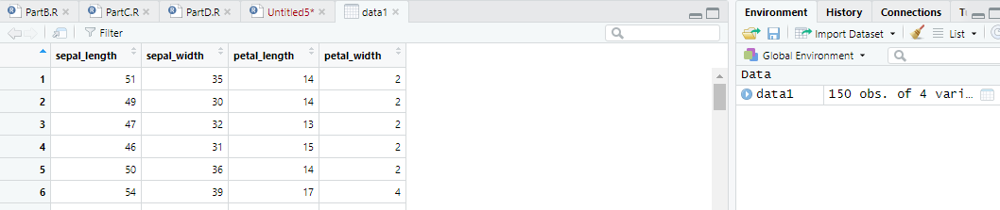 PartB.R PartC.R PartD.R Untitled5* data1
Filter
sepal_length sepal_width petal_length petal_width
1 51 35 14 2
2 49 30 14 2
3 47 32 13 2
4 46 31 15 2
5 50 36 14 2
6 54 39 17 4
Environment History Connections
Import Dataset List
Global Environment
Data
data1 150 obs. of 4 vari…